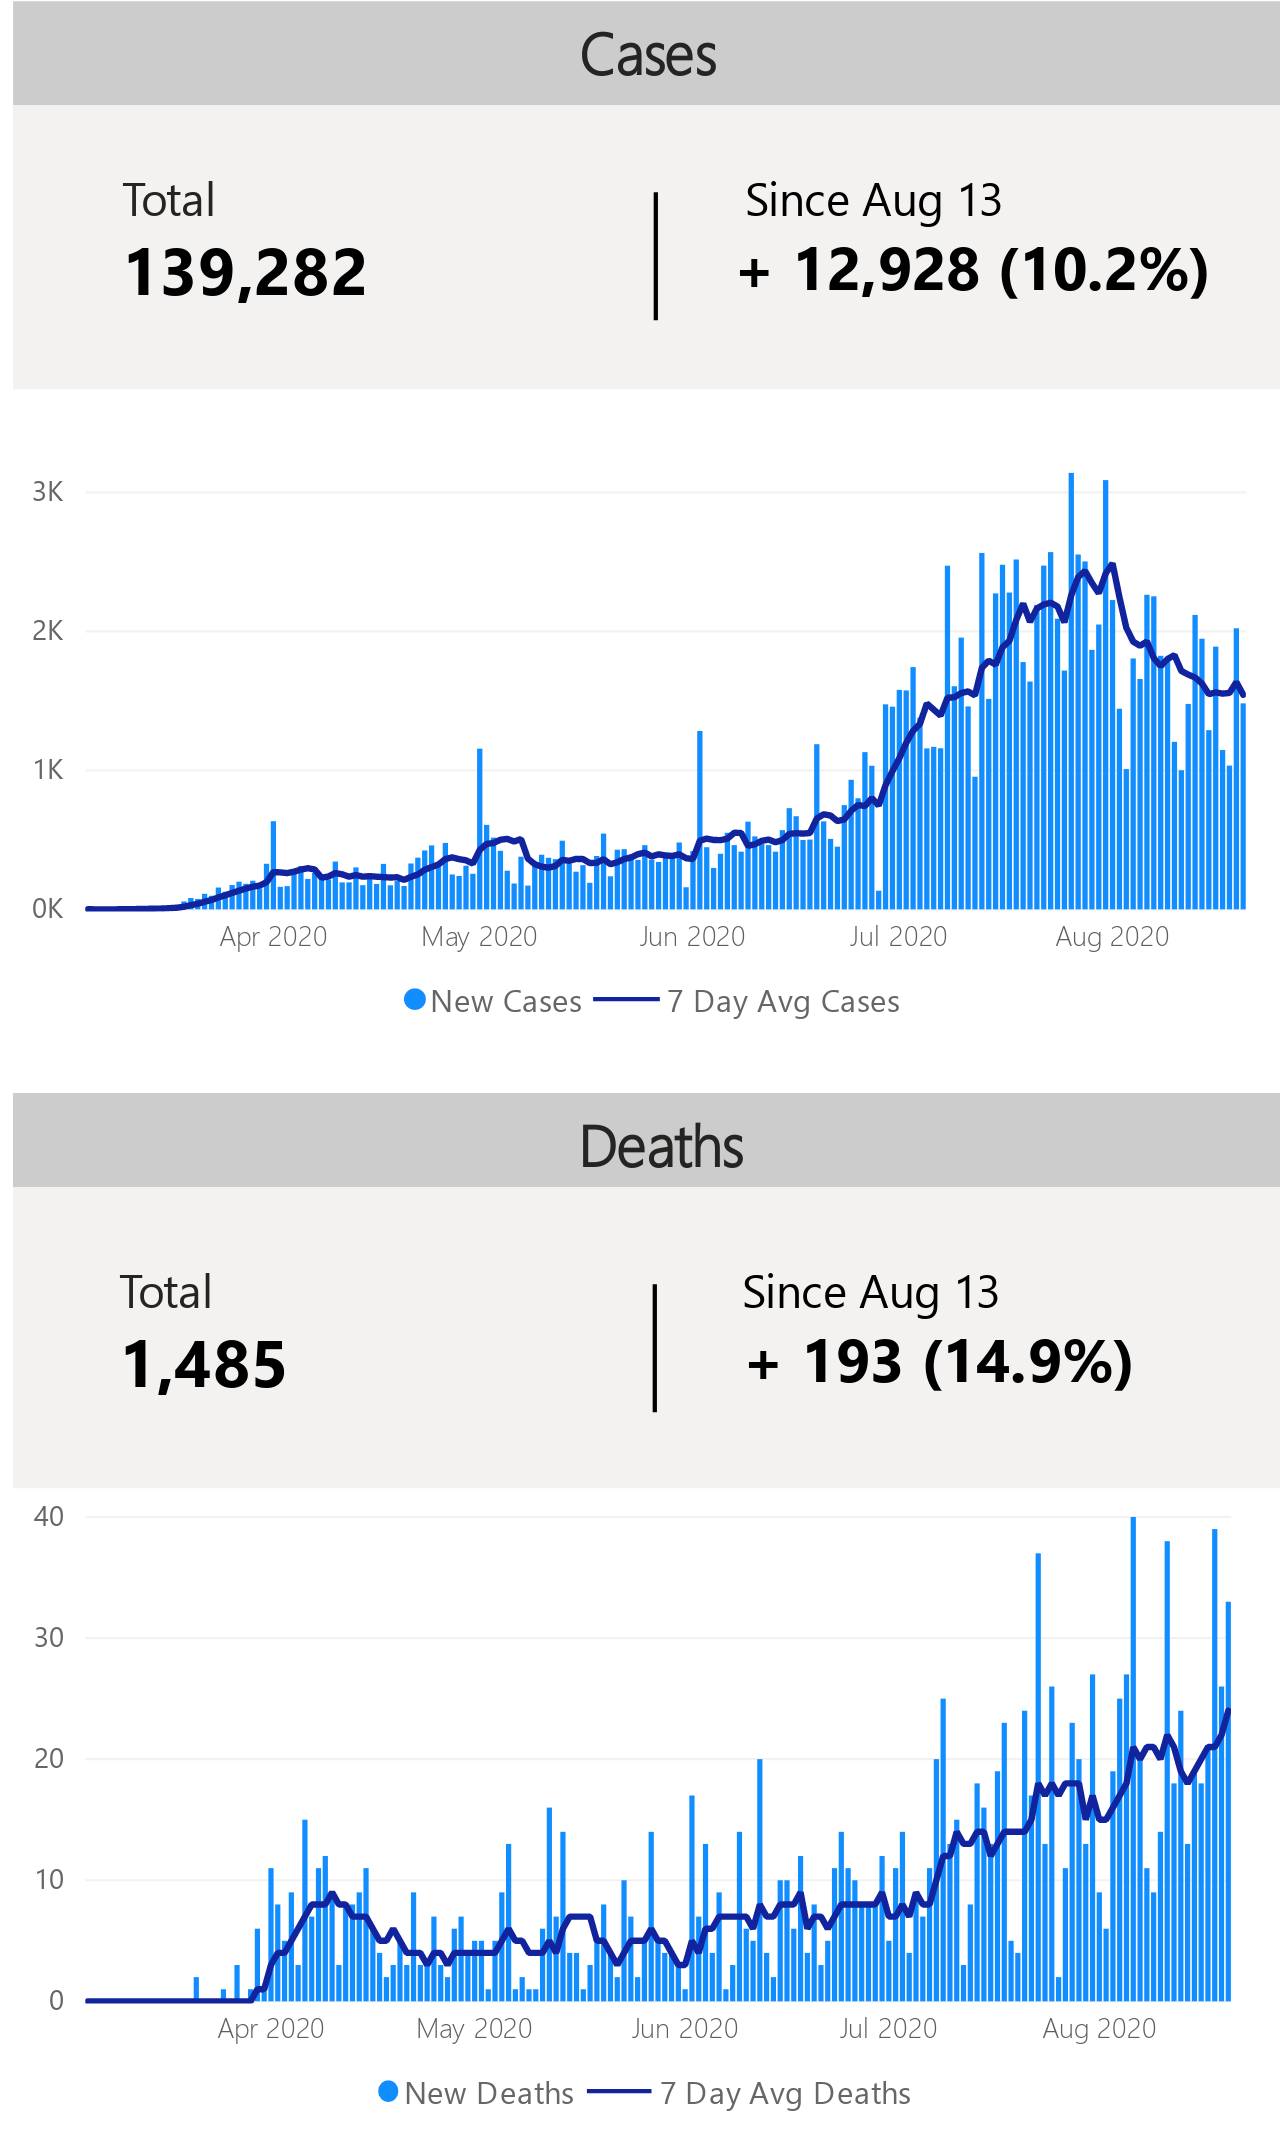 Cases
Total
139,282
Since Aug 13
+ 12,928 (10.2%)
3K
2K
1K
0K
Apr 2020
May 2020
Jun 2020
Jul 2020
Aug 2020
New Cases
7 Day Avg Cases
Deaths
Total
1,485
Since Aug 13
+ 193 (14.9%)
40
30
20
10
0
Apr 2020
May 2020
Jun 2020
Jul 2020
Aug 2020
New Deaths
7 Day Avg Deaths